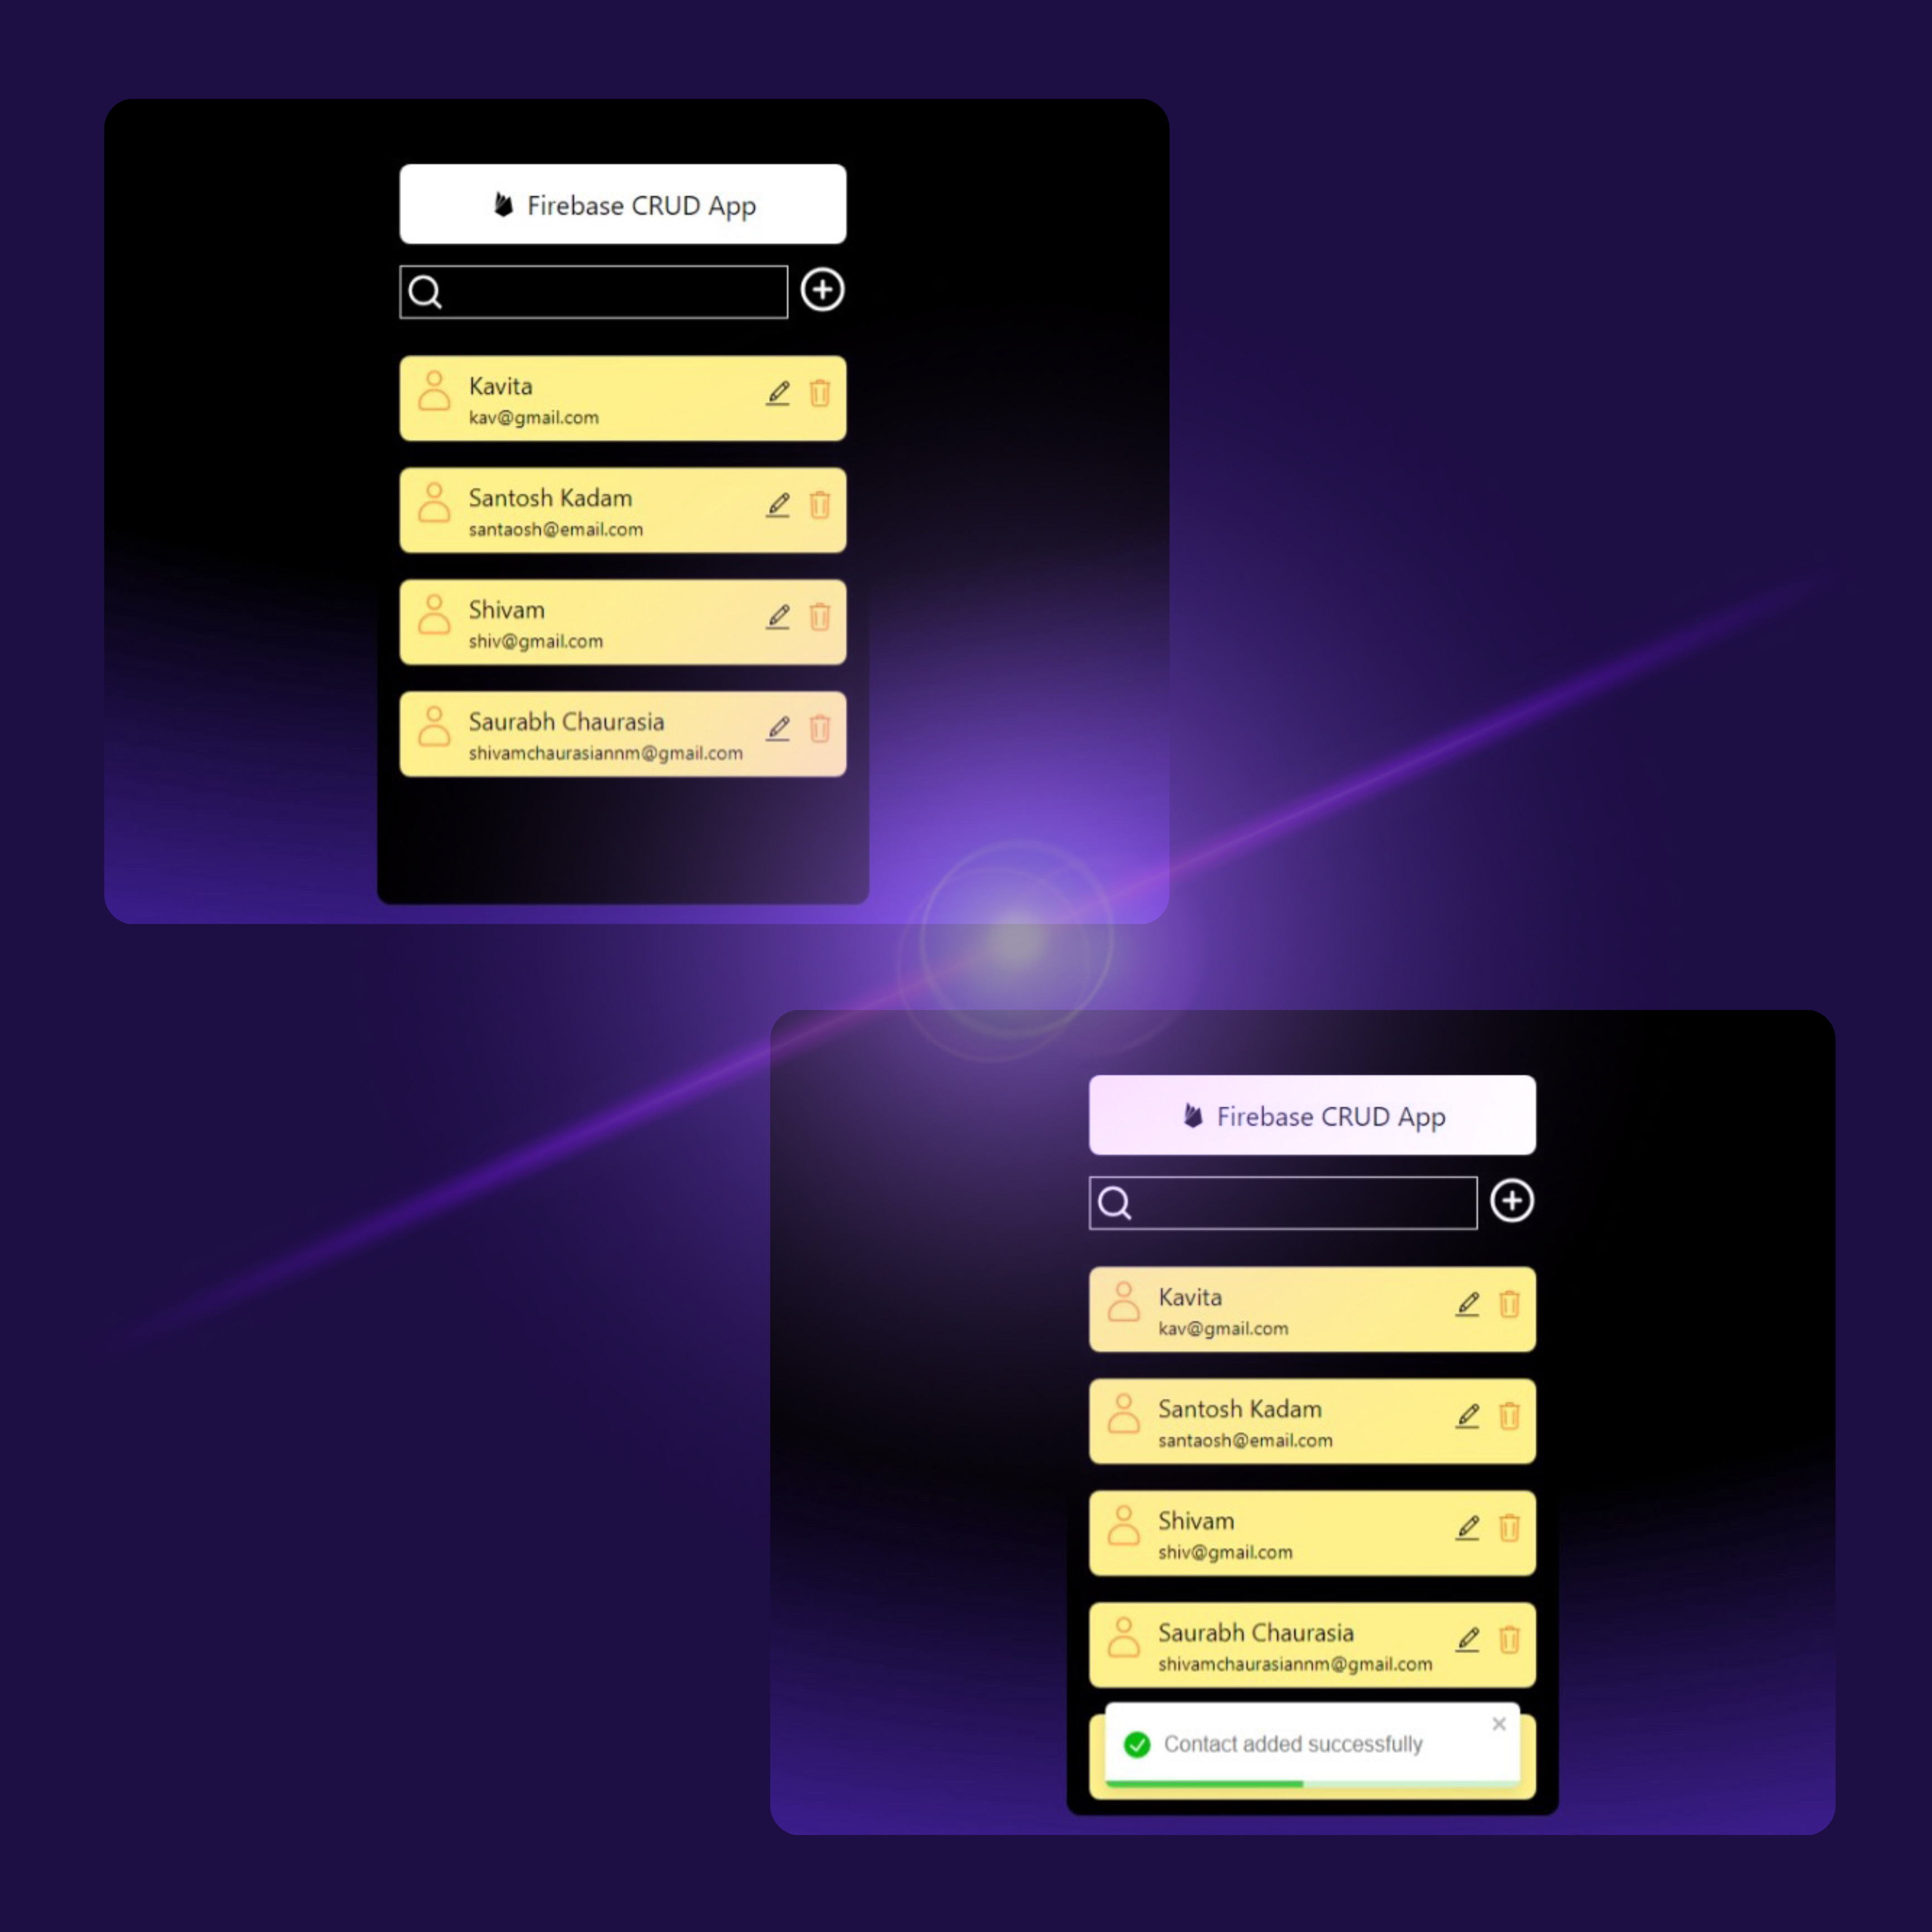 Firebase CRUD App
Kavita
kav@gmail.com
Santosh Kadam
santaosh@email.com
Shivam
shiv@gmail.com
Saurabh Chaurasia
shivamchaurasiannm@gmail.com
Firebase CRUD App
Kavita
kav@gmail.com
Santosh Kadam
santaosh@email.com
Shivam
shiv@gmail.com
Saurabh Chaurasia
shivamchaurasiannm@gmail.com
Contact added successfully